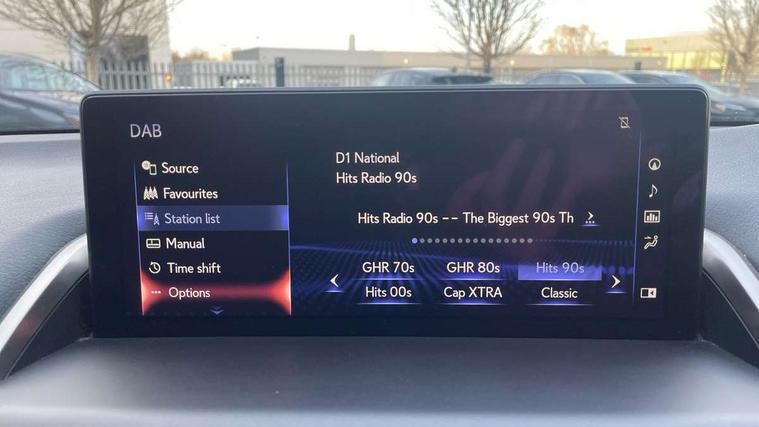 DAB
Source
Favourites
Station list
Manual
Time shift
Options
D1 National
Hits Radio 90s
Hits Radio 90s -- The Biggest 90s Th
GHR 70s
GHR 80s
Hits 90s
Hits 00s
Cap XTRA
Classic